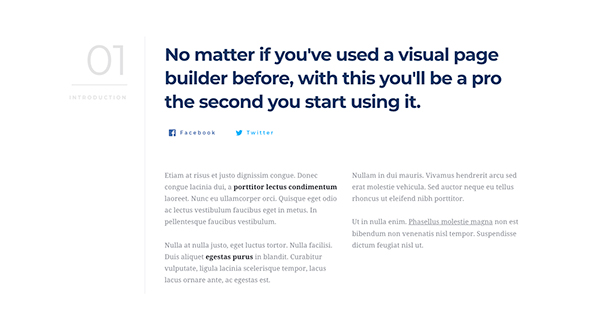 01
INTRODUCTION
No matter if you've used a visual page
builder before, with this you'll be a pro
the second you start using it.
Facebook
Twitter
Etiam at risus et justo dignissim congue. Donec
congue lacinia dui, a porttitor lectus condimentum
laoreet. Nunc eu ullamcorper orci. Quisque eget odio
ac lectus vestibulum faucibus eget in metus. In
pellentesque faucibus vestibulum.
Nulla at nulla justo, eget luctus tortor. Nulla facilisi.
Duis aliquet egestas purus in blandit. Curabitur
vulputate, ligula lacinia scelerisque tempor, lacus
lacus ornare ante, ac egestas est.
Nullam in dui mauris. Vivamus hendrerit arcu sed
erat molestie vehicula. Sed auctor neque eu tellus
rhoncus ut eleifend nibh porttitor.
Ut in nulla enim. Phasellus molestie magna non est
bibendum non venenatis nisl tempor. Suspendisse
dictum feugiat nisl ut.